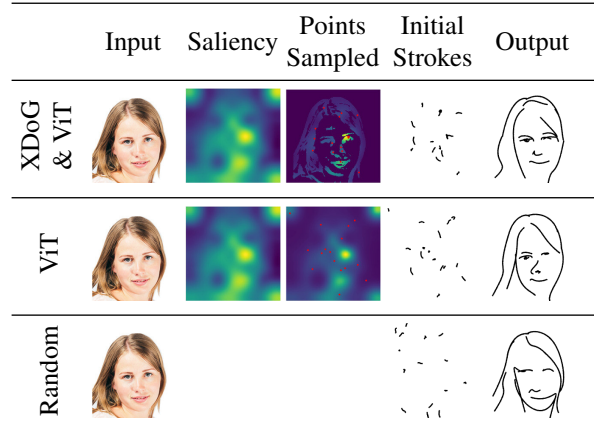 Input Saliency Points Sampled Initial Strokes Output
XDoG & ViT
ViT
Random